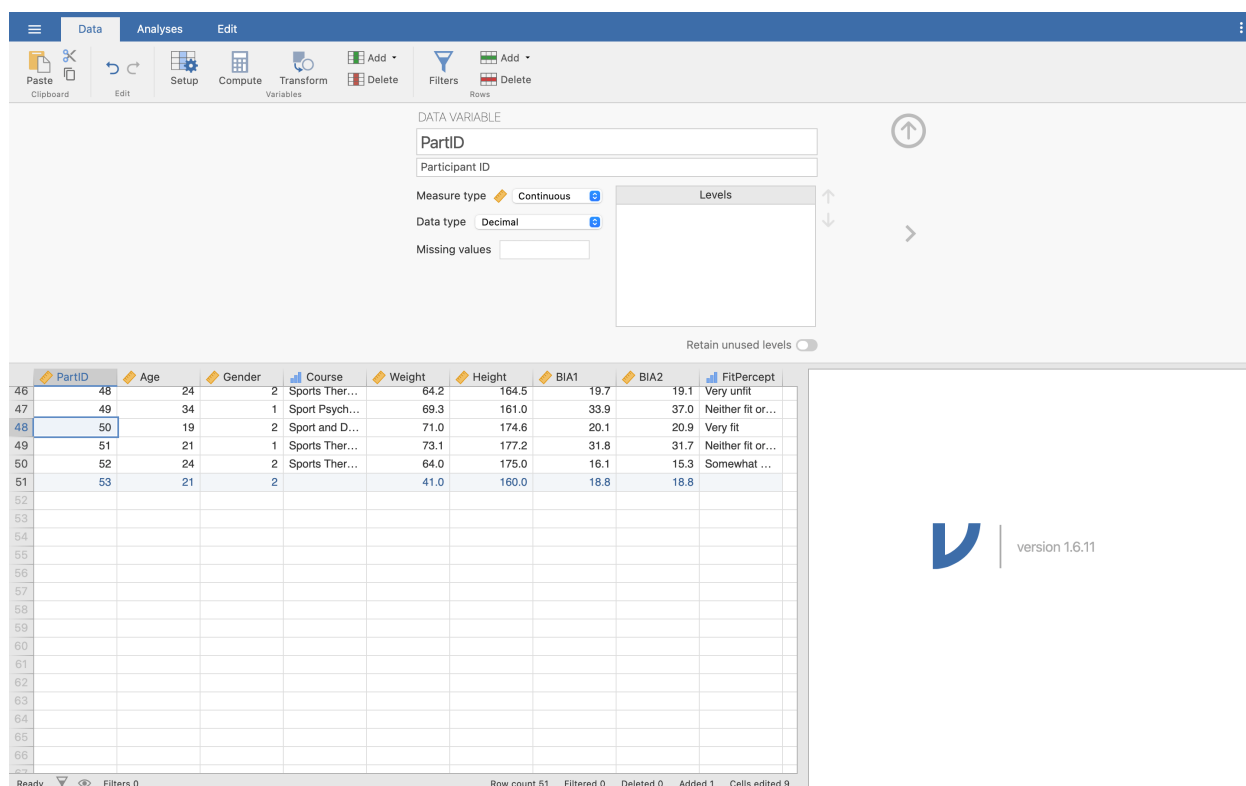 Data Analyses Edit
Paste Setup Compute Transform Add Delete Filters Add Delete
Clipboard Edit Variables Rows
DATA VARIABLE
PartID
Participant ID
Measure type Continuous Levels
Data type Decimal
Missing values
Retain unused levels
PartID Age Gender Course Weight Height BIA1 BIA2 FitPercept
46 48 24 2 Sports Ther... 64.2 164.5 19.7 19.1 Very unfit
47 49 34 1 Sport Psych... 69.3 161.0 33.9 37.0 Neither fit or...
48 50 19 2 Sport and D... 71.0 174.6 20.1 20.9 Very fit
49 51 21 1 Sports Ther... 73.1 177.2 31.8 31.7 Neither fit or...
50 52 24 2 Sports Ther... 64.0 175.0 16.1 15.3 Somewhat ...
51 53 21 2 41.0 160.0 18.8 18.8
52
53
54
55
version 1.6.11
56
57
58
59
60
61
62
63
64
65
66
67
Ready Filters 0 Row count 51 Filtered 0 Deleted 0 Added 1 Cells edited 9